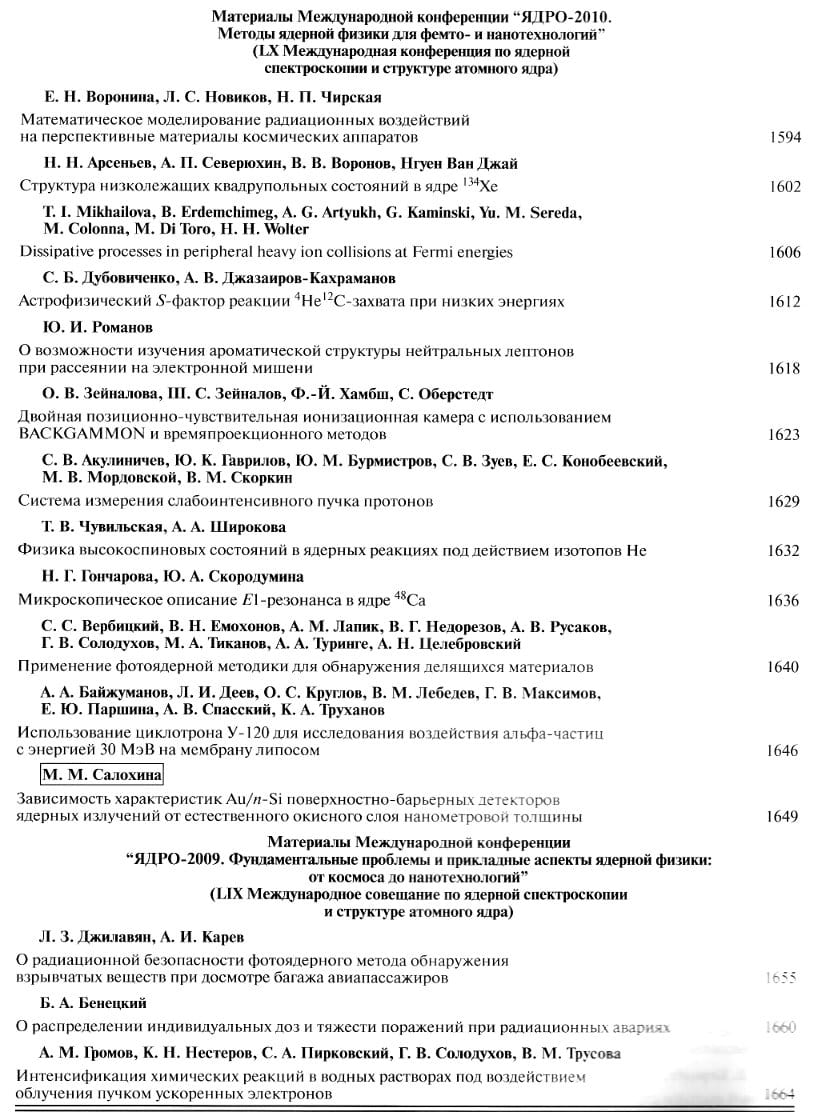 Материалы Международной конференции “ЯДРО-2010.
Методы ядерной физики для фемто- и нанотехнологий”
(LX Международная конференция по ядерной
спектроскопии и структуре атомного ядра)
Е. Н. Воронина, Л. С. Новиков, Н. П. Чирская
Математическое моделирование радиационных воздействий
на перспективные материалы космических аппаратов 1594
Н. Н. Арсеньев, А. П. Северюхин, В. В. Воронов, Нгуен Ван Джай
Структура низколежащих квадрупольных состояний в ядре ¹³⁴Xe 1602
T. I. Mikhailova, B. Erdemchimeg, A. G. Artyukh, G. Kaminski, Yu. M. Sereda,
M. Colonna, M. Di Toro, H. H. Wolter
Dissipative processes in peripheral heavy ion collisions at Fermi energies 1606
С. Б. Дубовиченко, А. В. Джазаиров-Кахраманов
Астрофизический S-фактор реакции ⁴He¹²C-захвата при низких энергиях 1612
Ю. И. Романов
О возможности изучения ароматической структуры нейтральных лептонов
при рассеянии на электронной мишени 1618
О. В. Зейналова, Ш. С. Зейналов, Ф.-Й. Хамбш, С. Оберстедт
Двойная позиционно-чувствительная ионизационная камера с использованием
BACKGAMMON и времяпроекционного методов 1623
С. В. Акулиничев, Ю. К. Гаврилов, Ю. М. Бурмистров, С. В. Зуев, Е. С. Конобеевский,
М. В. Мордовской, В. М. Скоркин
Система измерения слабоинтенсивного пучка протонов 1629
Т. В. Чувильская, А. А. Широкова
Физика высокоспиновых состояний в ядерных реакциях под действием изотопов He 1632
Н. Г. Гончарова, Ю. А. Скородумина
Микроскопическое описание E1-резонанса в ядре ⁴⁸Ca 1636
С. С. Вербицкий, В. Н. Емохонов, А. М. Лапик, В. Г. Недорезов, А. В. Русаков,
Г. В. Солодухов, М. А. Тиканов, А. А. Туринге, А. Н. Целебровский
Применение фотоядерной методики для обнаружения делящихся материалов 1640
А. А. Байжуманов, Л. И. Деев, О. С. Круглов, В. М. Лебедев, Г. В. Максимов,
Е. Ю. Паршина, А. В. Спасский, К. А. Труханов
Использование циклотрона У-120 для исследования воздействия альфа-частиц
с энергией 30 МэВ на мембрану липосом 1646
М. М. Салохина
Зависимость характеристик Au/n-Si поверхностно-барьерных детекторов
ядерных излучений от естественного окисного слоя нанометровой толщины 1649
Материалы Международной конференции
“ЯДРО-2009. Фундаментальные проблемы и прикладные аспекты ядерной физики:
от космоса до нанотехнологий”
(LIX Международное совещание по ядерной спектроскопии
и структуре атомного ядра)
Л. З. Джилавян, А. И. Карев
О радиационной безопасности фотоядерного метода обнаружения
взрывчатых веществ при досмотре багажа авиапассажиров 1655
Б. А. Бенецкий
О распределении индивидуальных доз и тяжести поражений при радиационных авариях 1660
А. М. Громов, К. Н. Нестеров, С. А. Пирковский, Г. В. Солодухов, В. М. Трусова
Интенсификация химических реакций в водных растворах под воздействием
облучения пучком ускоренных электронов 1664